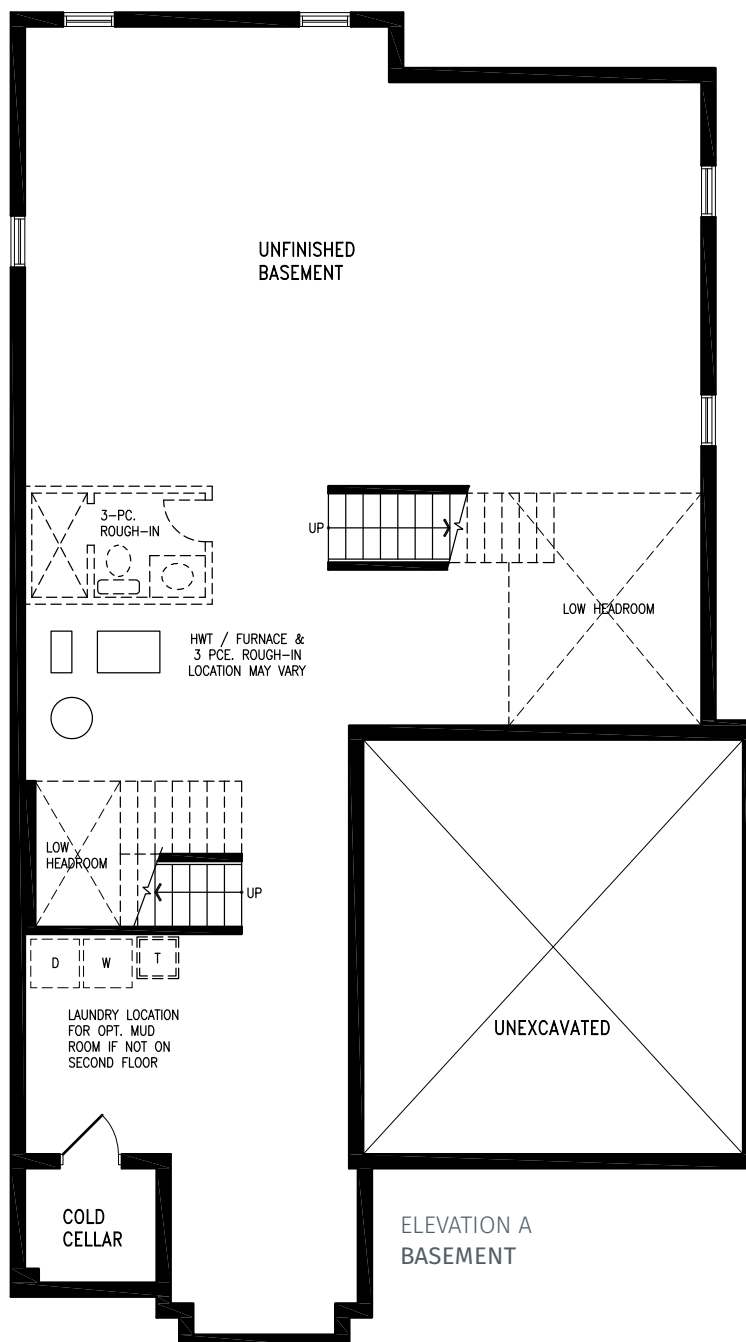 UNFINISHED
BASEMENT
3-PC.
ROUGH-IN
UP
LOW HEADROOM
HWT / FURNACE &
3 PCE. ROUGH-IN
LOCATION MAY VARY
LOW
HEADROOM
UP
D
W
T
LAUNDRY LOCATION
FOR OPT. MUD
ROOM IF NOT ON
SECOND FLOOR
UNEXCAVATED
COLD
CELLAR
ELEVATION A
BASEMENT